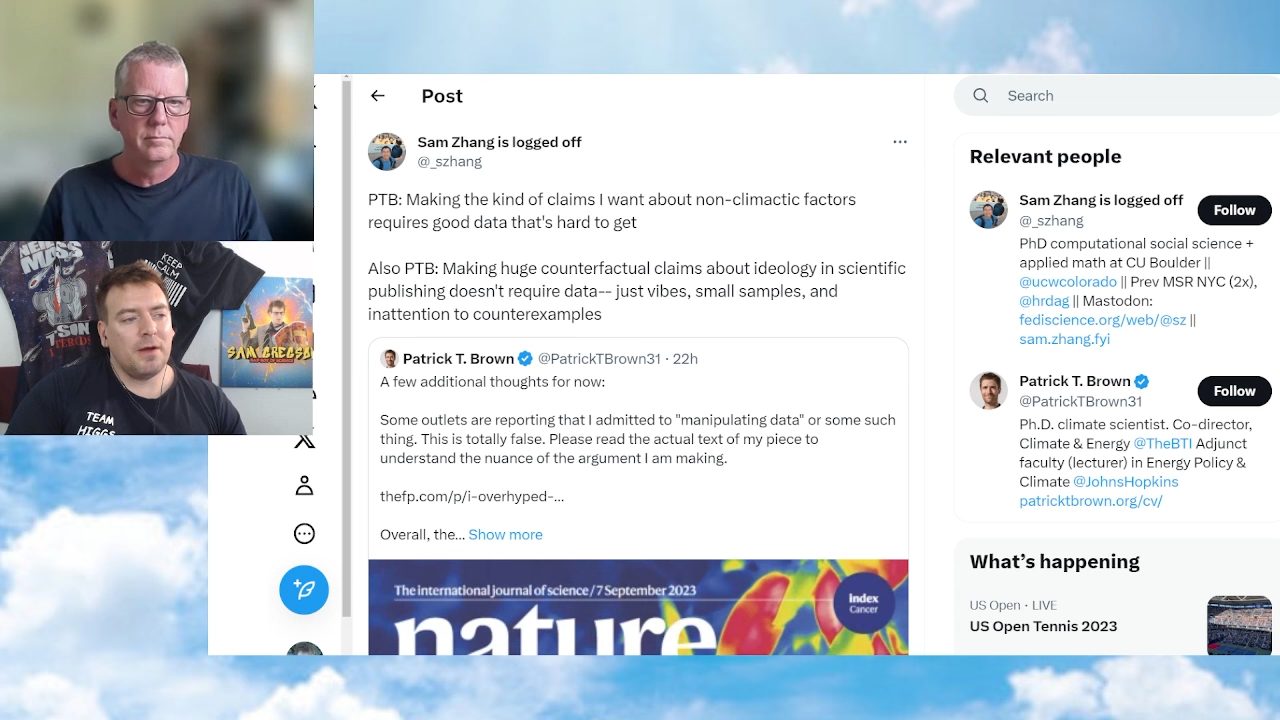 Post
Search
Sam Zhang is logged off
@_szhang
PTB: Making the kind of claims I want about non-climactic factors
requires good data that's hard to get
Also PTB: Making huge counterfactual claims about ideology in scientific
publishing doesn't require data-- just vibes, small samples, and
inattention to counterexamples
Patrick T. Brown @PatrickTBrown31 · 22h
A few additional thoughts for now:
Some outlets are reporting that I admitted to "manipulating data" or some such
thing. This is totally false. Please read the actual text of my piece to
understand the nuance of the argument I am making.
thefp.com/p/i-overhyped-...
Overall, the... Show more
The international journal of science / 7 September 2023
nature
index
Cancer
Relevant people
Sam Zhang is logged off
@_szhang
Follow
PhD computational social science +
applied math at CU Boulder ||
@ucwcolorado || Prev MSR NYC (2x),
@hrdag || Mastodon:
fediscience.org/web/@sz ||
sam.zhang.fyi
Patrick T. Brown
@PatrickTBrown31
Follow
Ph.D. climate scientist. Co-director,
Climate & Energy @TheBTI Adjunct
faculty (lecturer) in Energy Policy &
Climate @JohnsHopkins
patricktbrown.org/cv/
What's happening
US Open · LIVE
US Open Tennis 2023
MASS
KEEP
CALM
TEAM
HIGGS